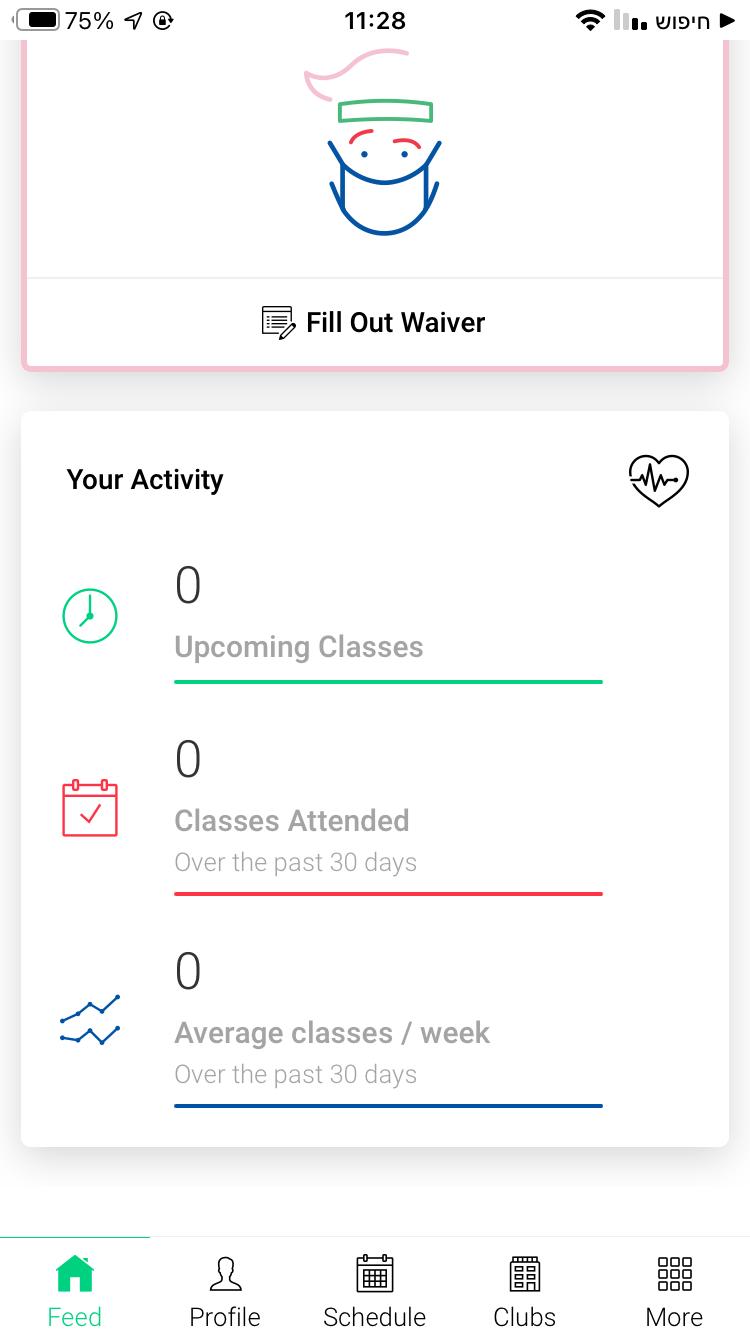 75%
11:28
חיפוש
Fill Out Waiver
Your Activity
0
Upcoming Classes
0
Classes Attended
Over the past 30 days
0
Average classes / week
Over the past 30 days
Feed
Profile
Schedule
Clubs
More